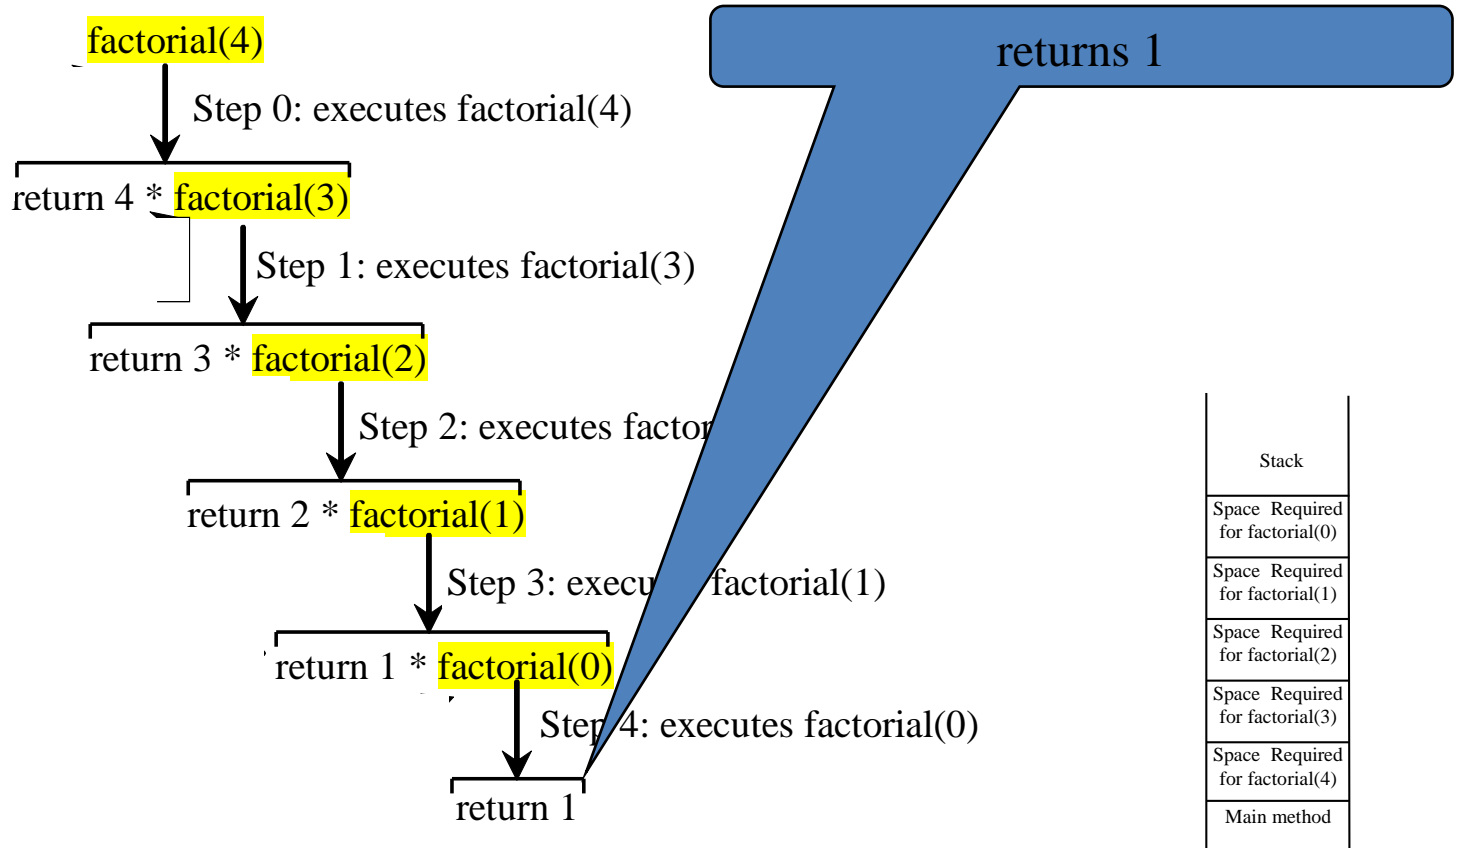 factorial(4)
returns 1
Step 0: executes factorial(4)
return 4 * factorial(3)
Step 1: executes factorial(3)
return 3 * factorial(2)
Step 2: executes factor
return 2 * factorial(1)
Step 3: factorial(1)
return 1 * factorial(0)
Step 4: executes factorial(0)
return 1
Stack
Space Required
for factorial(0)
Space Required
for factorial(1)
Space Required
for factorial(2)
Space Required
for factorial(3)
Space Required
for factorial(4)
Main method